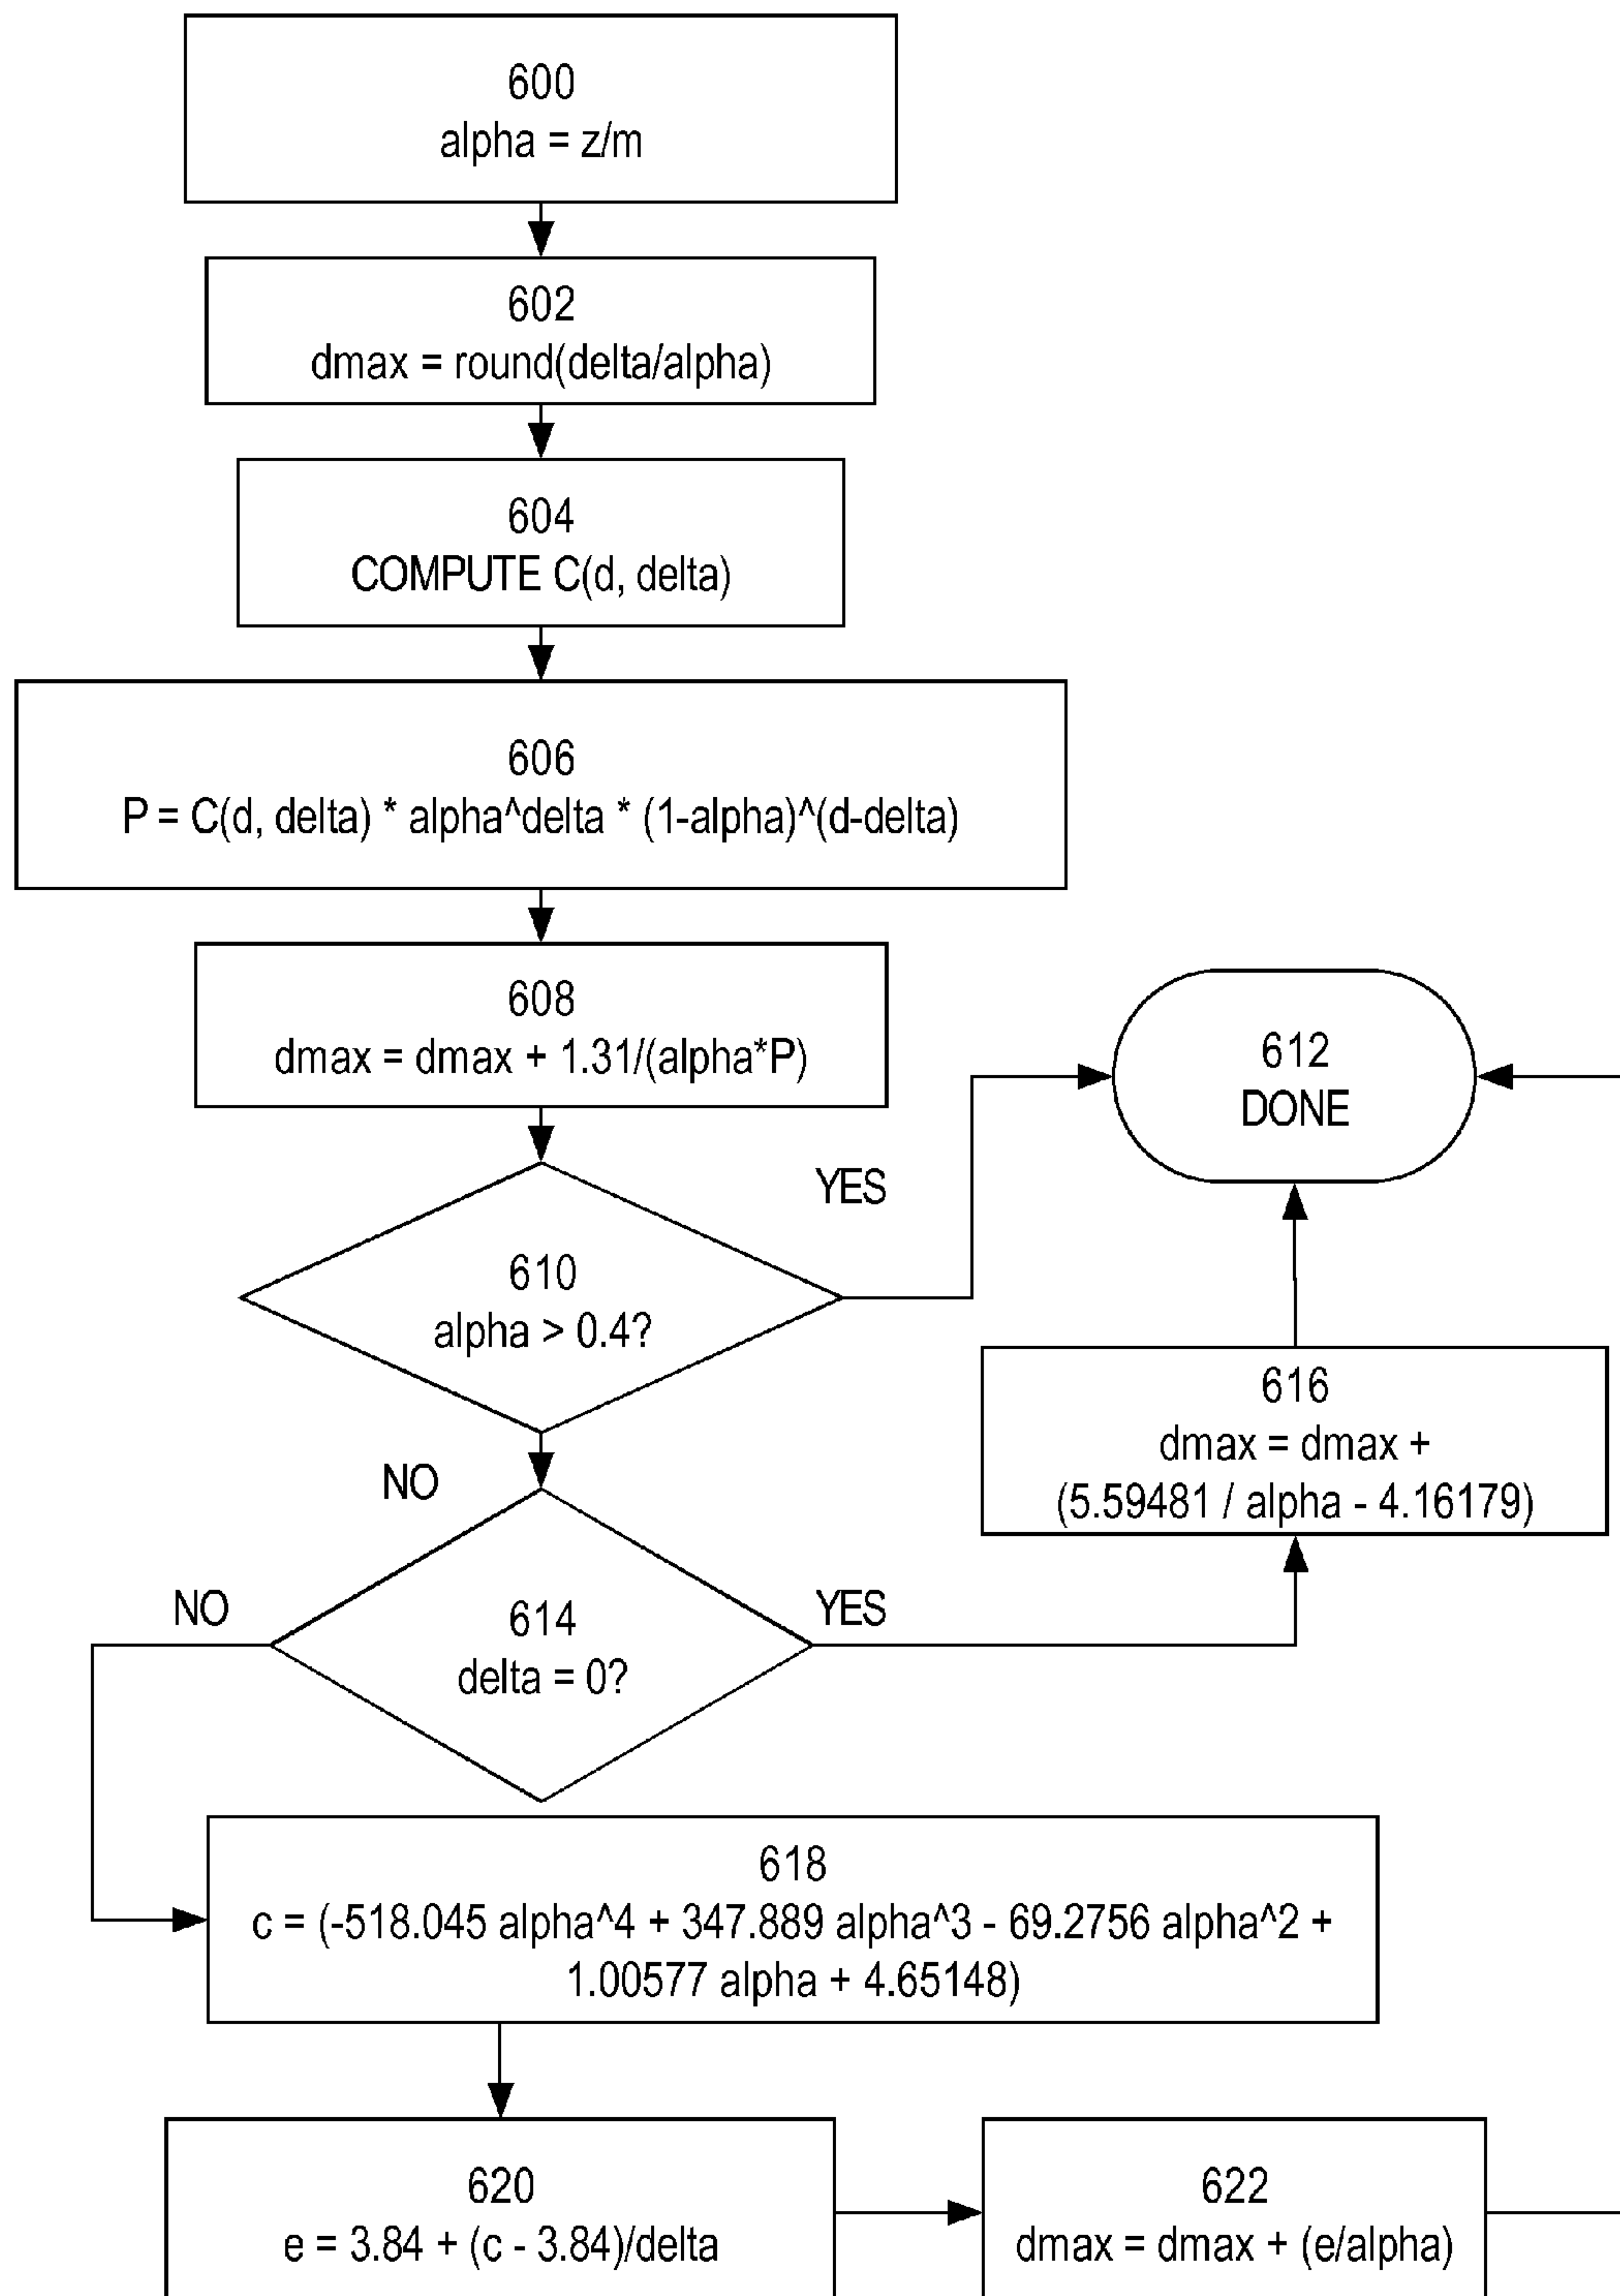 600
alpha = z/m
602
dmax = round(delta/alpha)
604
COMPUTE C(d, delta)
606
P = C(d, delta) * alpha^delta * (1-alpha)^(d-delta)
608
dmax = dmax + 1.31/(alpha*P)
612
DONE
YES
610
alpha > 0.4?
616
dmax = dmax +
(5.59481 / alpha - 4.16179)
NO
NO
614
delta = 0?
YES
618
c = (-518.045 alpha^4 + 347.889 alpha^3 - 69.2756 alpha^2 +
1.00577 alpha + 4.65148)
620
e = 3.84 + (c - 3.84)/delta
622
dmax = dmax + (e/alpha)